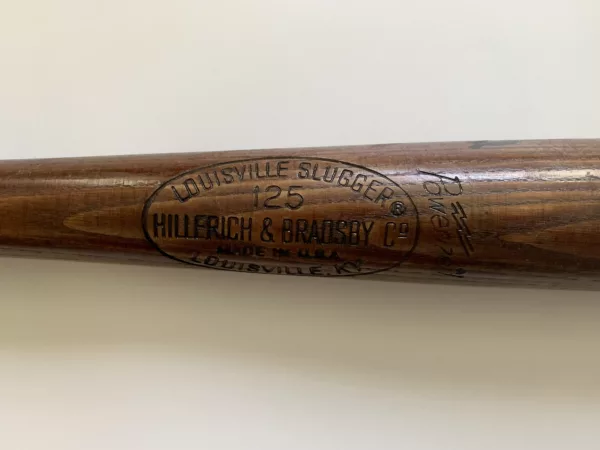 LOUISVILLE SLUGGER
125
HILLERICH & BRADSBY Cº
MADE IN U.S.A.
LOUISVILLE, KY.
®